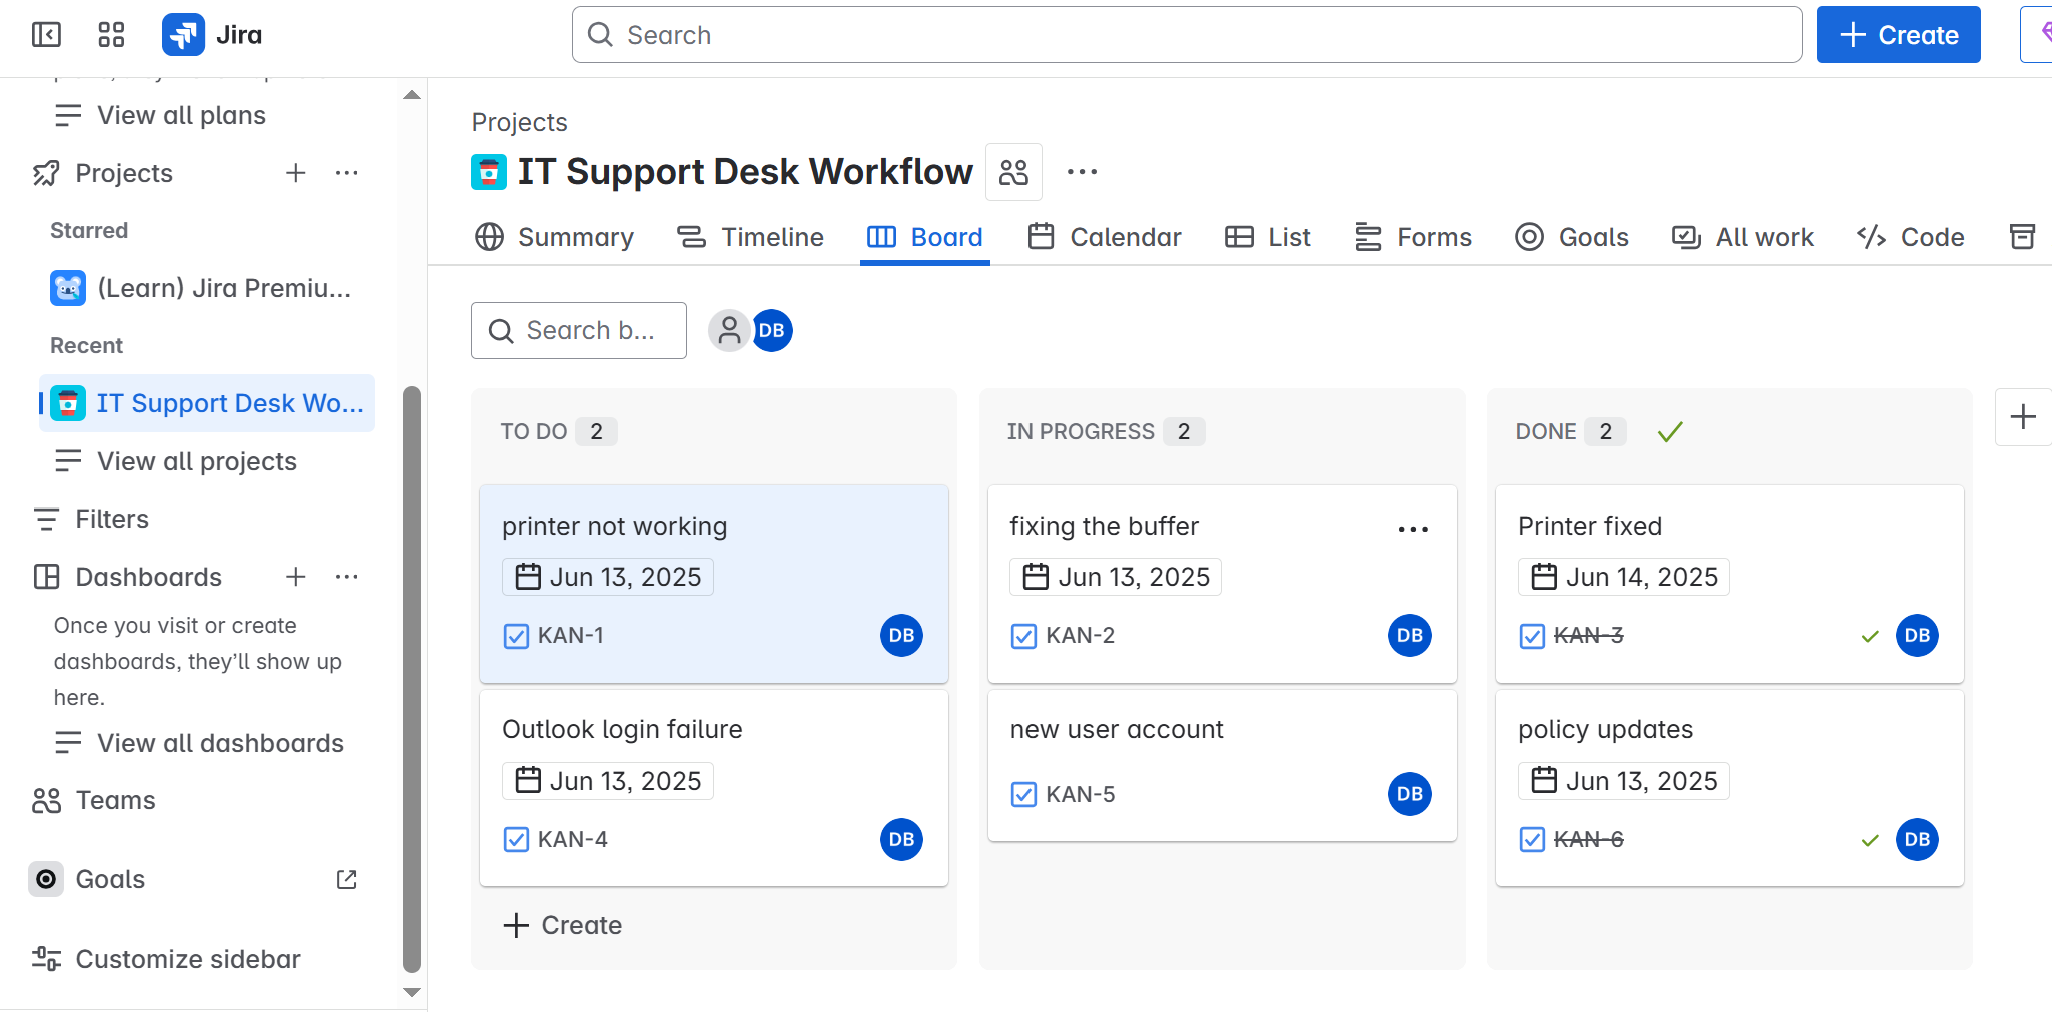 Jira
Search
Create
View all plans
Projects
Starred
(Learn) Jira Premiu...
Recent
IT Support Desk Wo...
View all projects
Filters
Dashboards
Once you visit or create
dashboards, they'll show up
here.
View all dashboards
Teams
Goals
Customize sidebar
Projects
IT Support Desk Workflow
Summary
Timeline
Board
Calendar
List
Forms
Goals
All work
Code
Search b...
DB
TO DO 2
printer not working
Jun 13, 2025
KAN-1
DB
Outlook login failure
Jun 13, 2025
KAN-4
DB
Create
IN PROGRESS 2
fixing the buffer
Jun 13, 2025
KAN-2
DB
new user account
KAN-5
DB
DONE 2
Printer fixed
Jun 14, 2025
KAN-3
DB
policy updates
Jun 13, 2025
KAN-6
DB